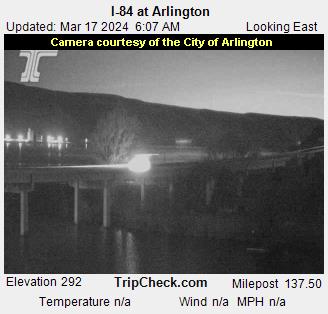 I-84 at Arlington
Updated: Mar 17 2024 6:07 AM Looking East
Camera courtesy of the City of Arlington
Elevation 292 TripCheck.com Milepost 137.50
Temperature n/a Wind n/a MPH n/a